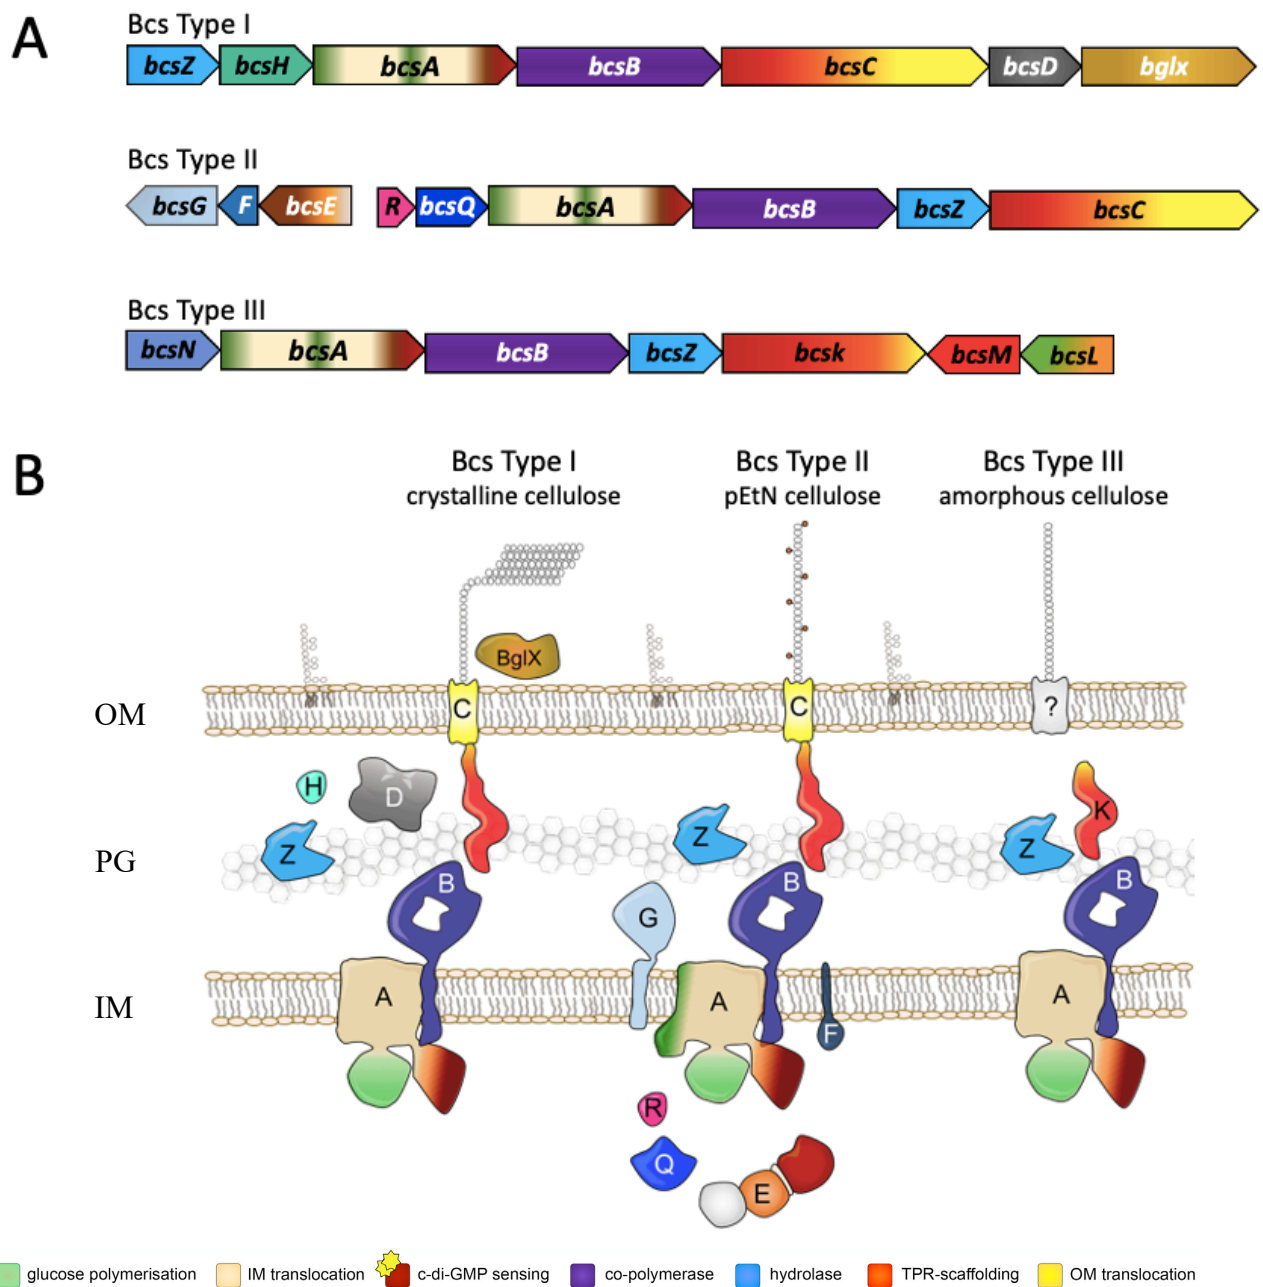 A
Bcs Type I
bcsZ bcsH bcsA bcsB bcsC bcsD bglx
Bcs Type II
bcsG F bcsE R bcsQ bcsA bcsB bcsZ bcsC
Bcs Type III
bcsN bcsA bcsB bcsZ bcsk bcsM bcsL
B
Bcs Type I Bcs Type II Bcs Type III
crystalline cellulose pEtN cellulose amorphous cellulose
BglX
OM C C ?
H D K
Z Z Z
PG
B B B
G
IM A A A
F
R
Q
E
glucose polymerisation IM translocation c-di-GMP sensing co-polymerase hydrolase TPR-scaffolding OM translocation